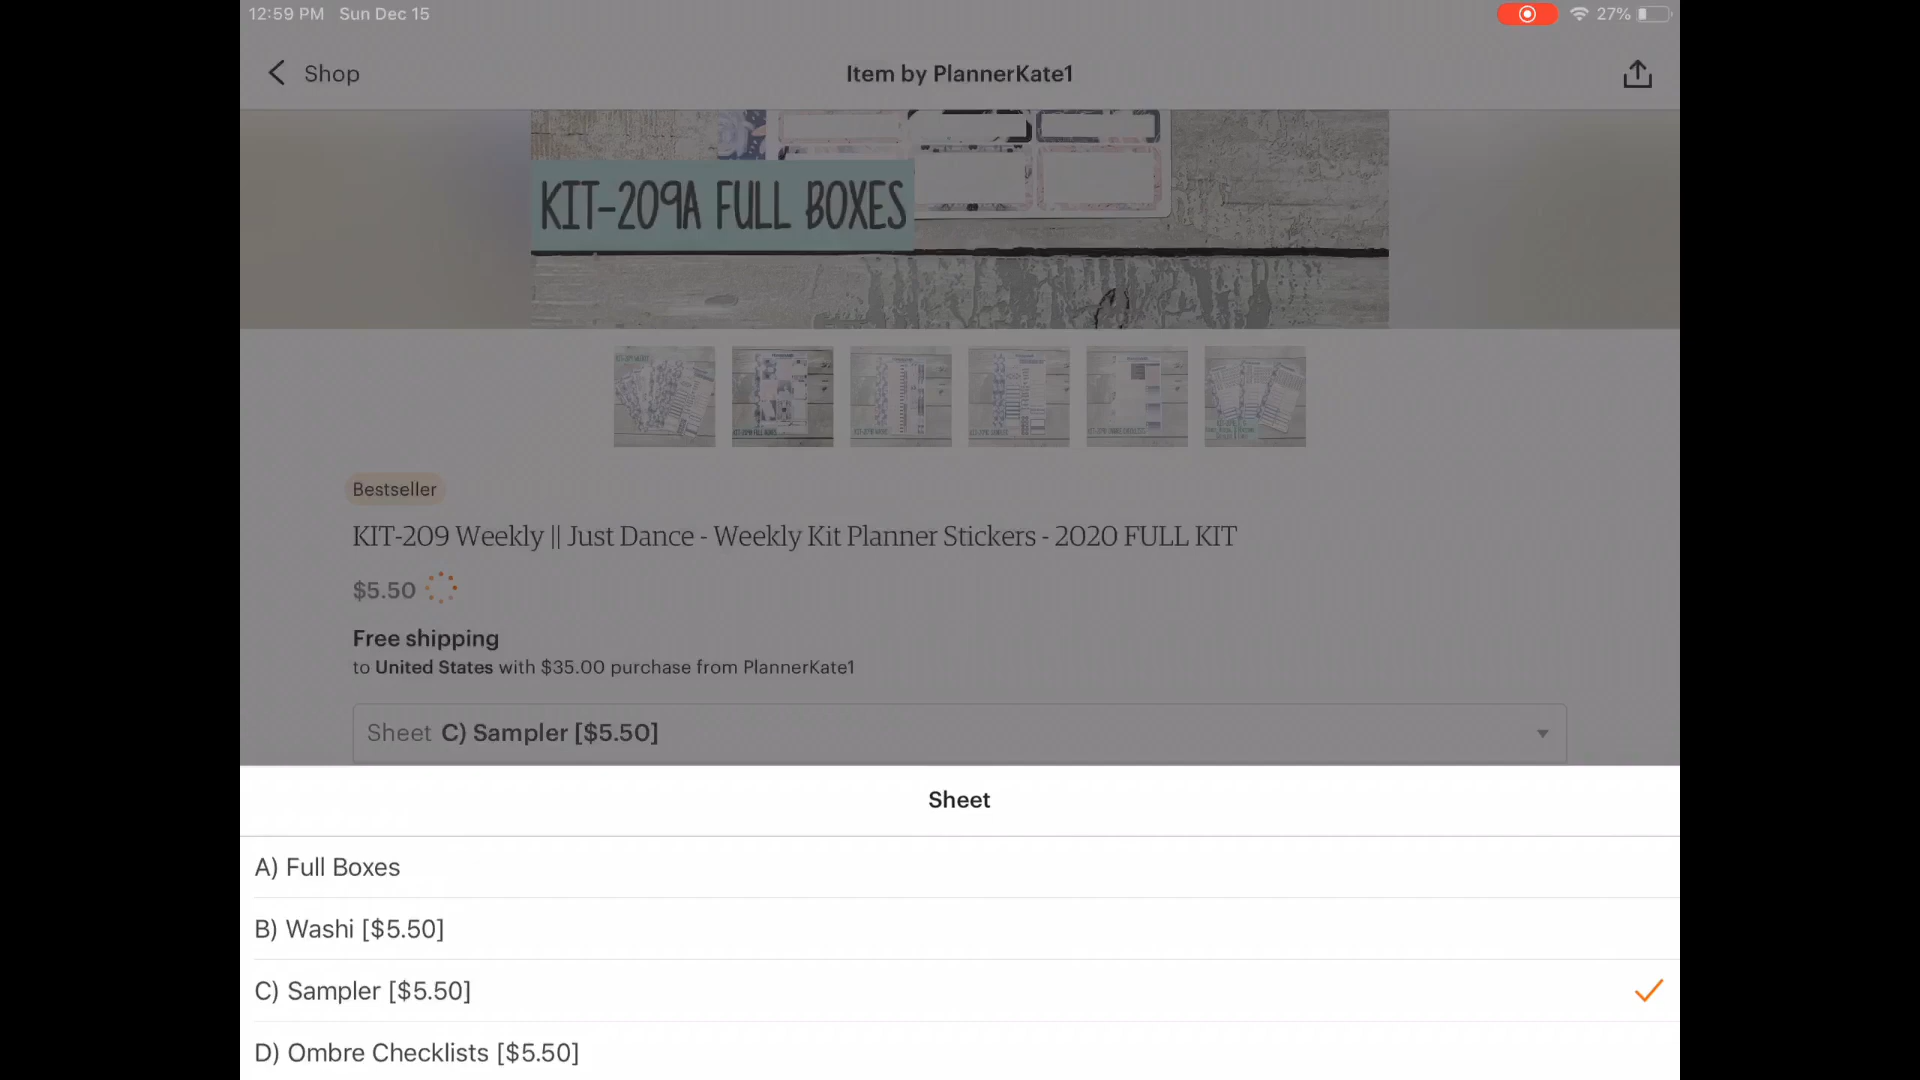 12:59 PM Sun Dec 15 27%
Shop
Item by PlannerKate1
KIT-209A FULL BOXES
Bestseller
KIT-209 Weekly || Just Dance - Weekly Kit Planner Stickers - 2020 FULL KIT
$5.50
Free shipping
to United States with $35.00 purchase from PlannerKate1
Sheet C) Sampler [$5.50]
Sheet
A) Full Boxes
B) Washi [$5.50]
C) Sampler [$5.50]
D) Ombre Checklists [$5.50]